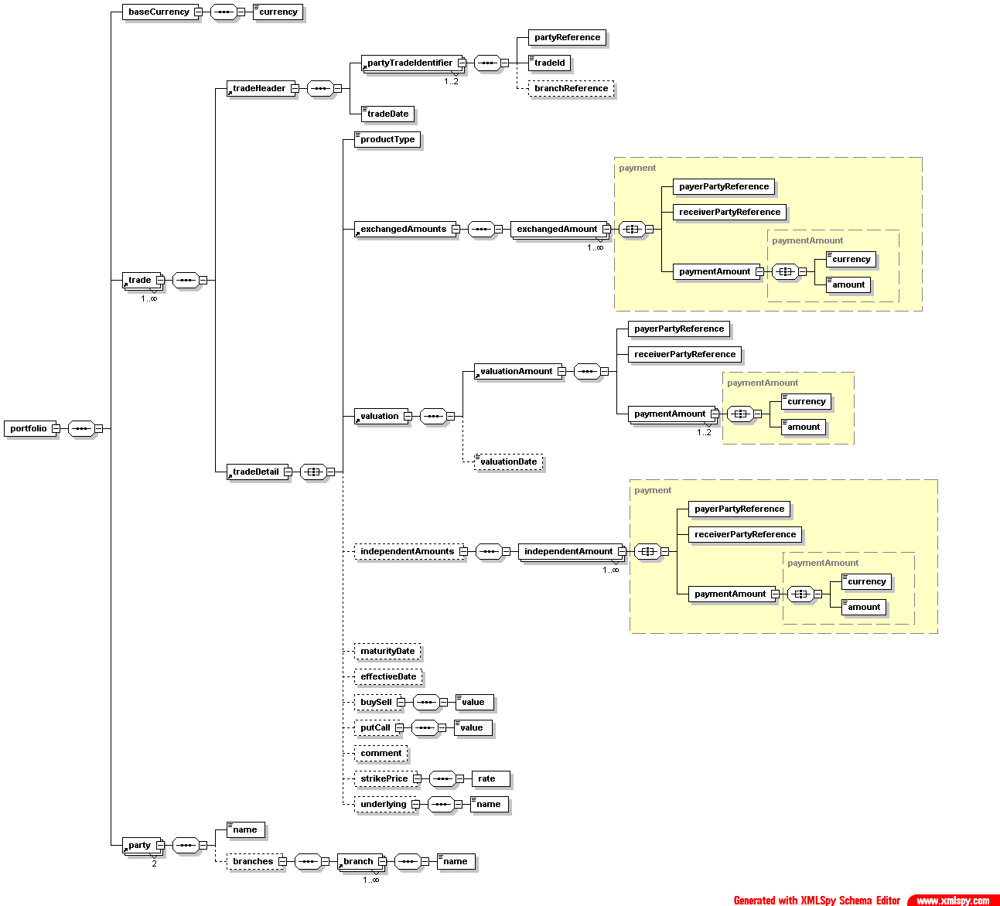 baseCurrency
currency
partyReference
partyTradeIdentifier
tradeId
1..2
branchReference
tradeHeader
tradeDate
productType
payment
payerPartyReference
receiverPartyReference
exchangedAmounts
exchangedAmount
1..∞
paymentAmount
currency
paymentAmount
amount
trade
1..∞
payerPartyReference
receiverPartyReference
valuationAmount
paymentAmount
currency
paymentAmount
1..2
amount
valuation
portfolio
valuationDate
tradeDetail
payment
payerPartyReference
receiverPartyReference
independentAmounts
independentAmount
1..∞
paymentAmount
currency
paymentAmount
amount
maturityDate
effectiveDate
buySell
value
putCall
value
comment
strikePrice
rate
underlying
name
name
party
2
branches
branch
name
1..∞
Generated with XMLSpy Schema Editor www.xmlspy.com